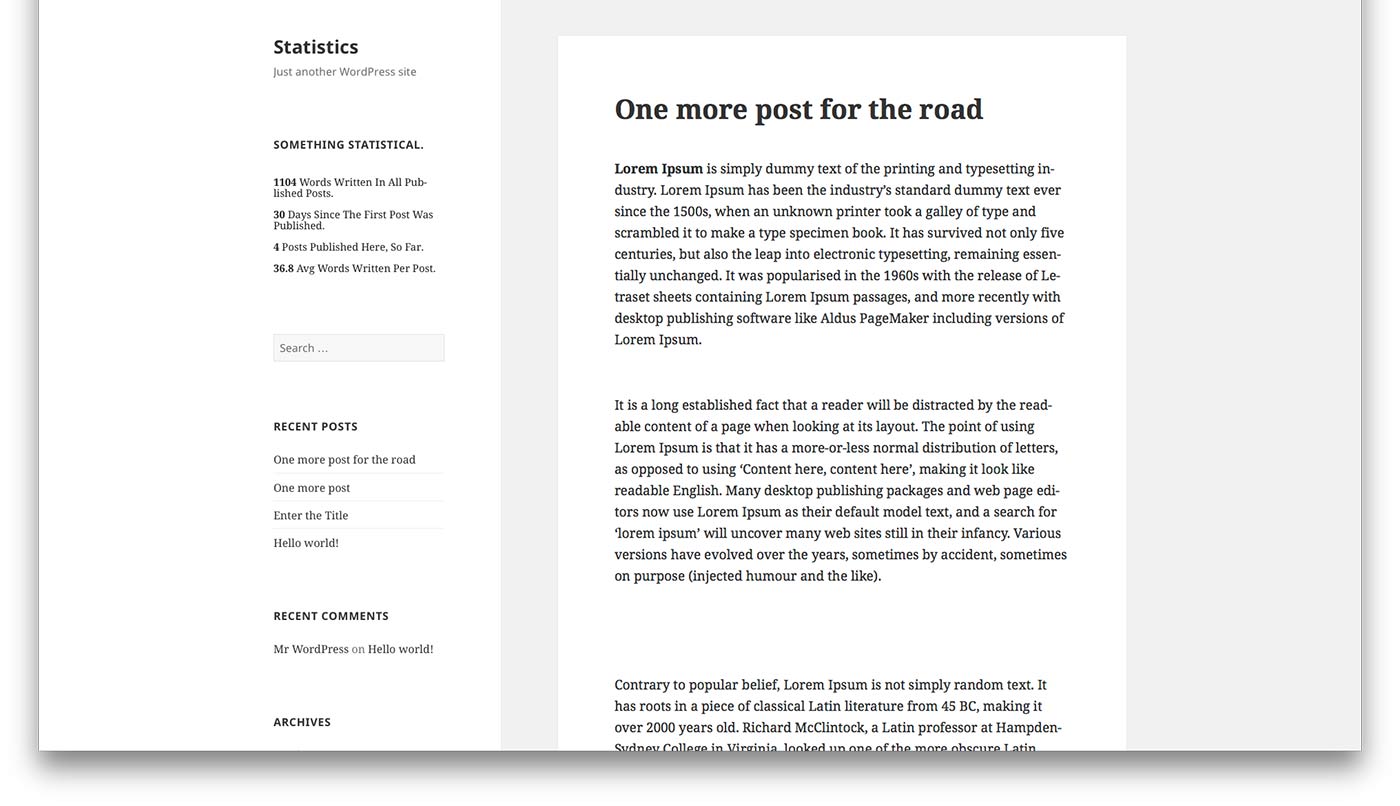 Statistics
Just another WordPress site
SOMETHING STATISTICAL.
1104 Words Written In All Pub-
lished Posts.
30 Days Since The First Post Was
Published.
4 Posts Published Here, So Far.
36.8 Avg Words Written Per Post.
Search …
RECENT POSTS
One more post for the road
One more post
Enter the Title
Hello world!
RECENT COMMENTS
Mr WordPress on Hello world!
ARCHIVES
One more post for the road
Lorem Ipsum is simply dummy text of the printing and typesetting in-
dustry. Lorem Ipsum has been the industry’s standard dummy text ever
since the 1500s, when an unknown printer took a galley of type and
scrambled it to make a type specimen book. It has survived not only five
centuries, but also the leap into electronic typesetting, remaining essen-
tially unchanged. It was popularised in the 1960s with the release of Le-
traset sheets containing Lorem Ipsum passages, and more recently with
desktop publishing software like Aldus PageMaker including versions of
Lorem Ipsum.
It is a long established fact that a reader will be distracted by the read-
able content of a page when looking at its layout. The point of using
Lorem Ipsum is that it has a more-or-less normal distribution of letters,
as opposed to using ‘Content here, content here’, making it look like
readable English. Many desktop publishing packages and web page edi-
tors now use Lorem Ipsum as their default model text, and a search for
‘lorem ipsum’ will uncover many web sites still in their infancy. Various
versions have evolved over the years, sometimes by accident, sometimes
on purpose (injected humour and the like).
Contrary to popular belief, Lorem Ipsum is not simply random text. It
has roots in a piece of classical Latin literature from 45 BC, making it
over 2000 years old. Richard McClintock, a Latin professor at Hampden-
Sydney College in Virginia, looked up one of the more obscure Latin